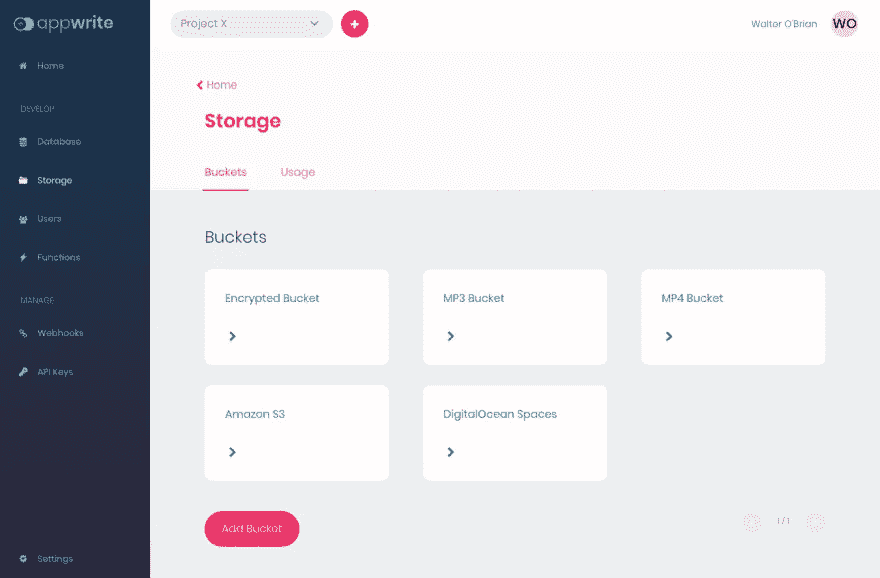 appwrite
Project X
Walter O'Brian
WO
Home
DEVELOP
Database
Storage
Users
Functions
MANAGE
Webhooks
API Keys
Settings
Home
Storage
Buckets Usage
Buckets
Encrypted Bucket
MP3 Bucket
MP4 Bucket
Amazon S3
DigitalOcean Spaces
Add Bucket
1 / 1